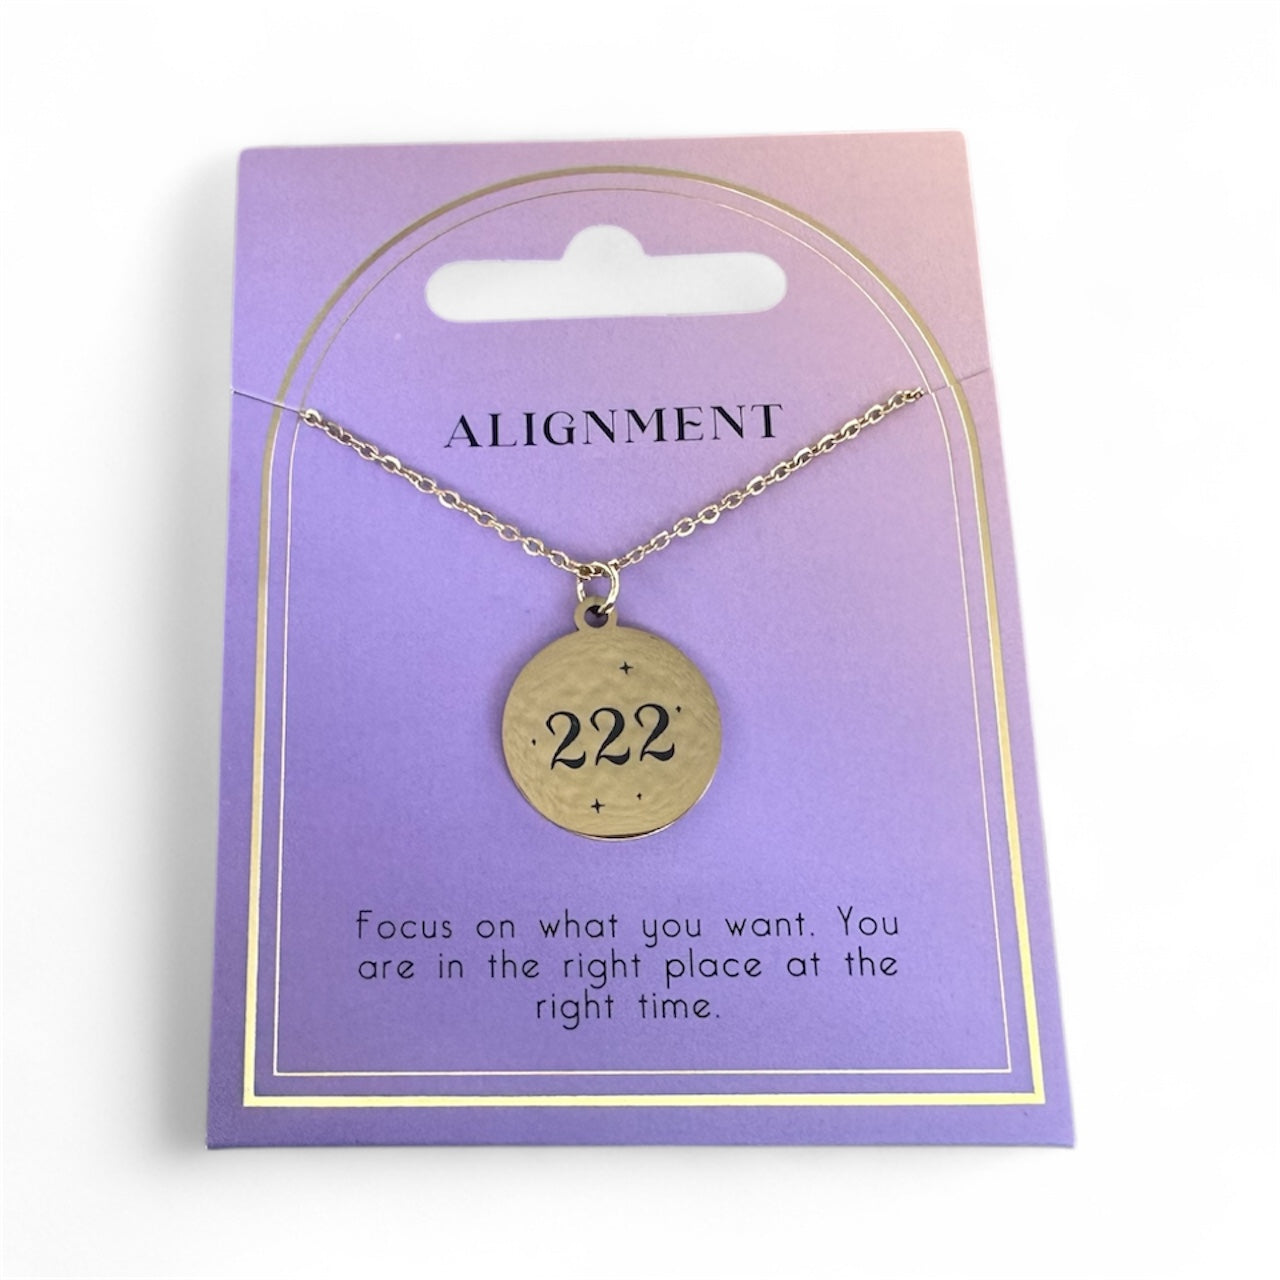 ALIGNMENT
222
Focus on what you want. You
are in the right place at the
right time.